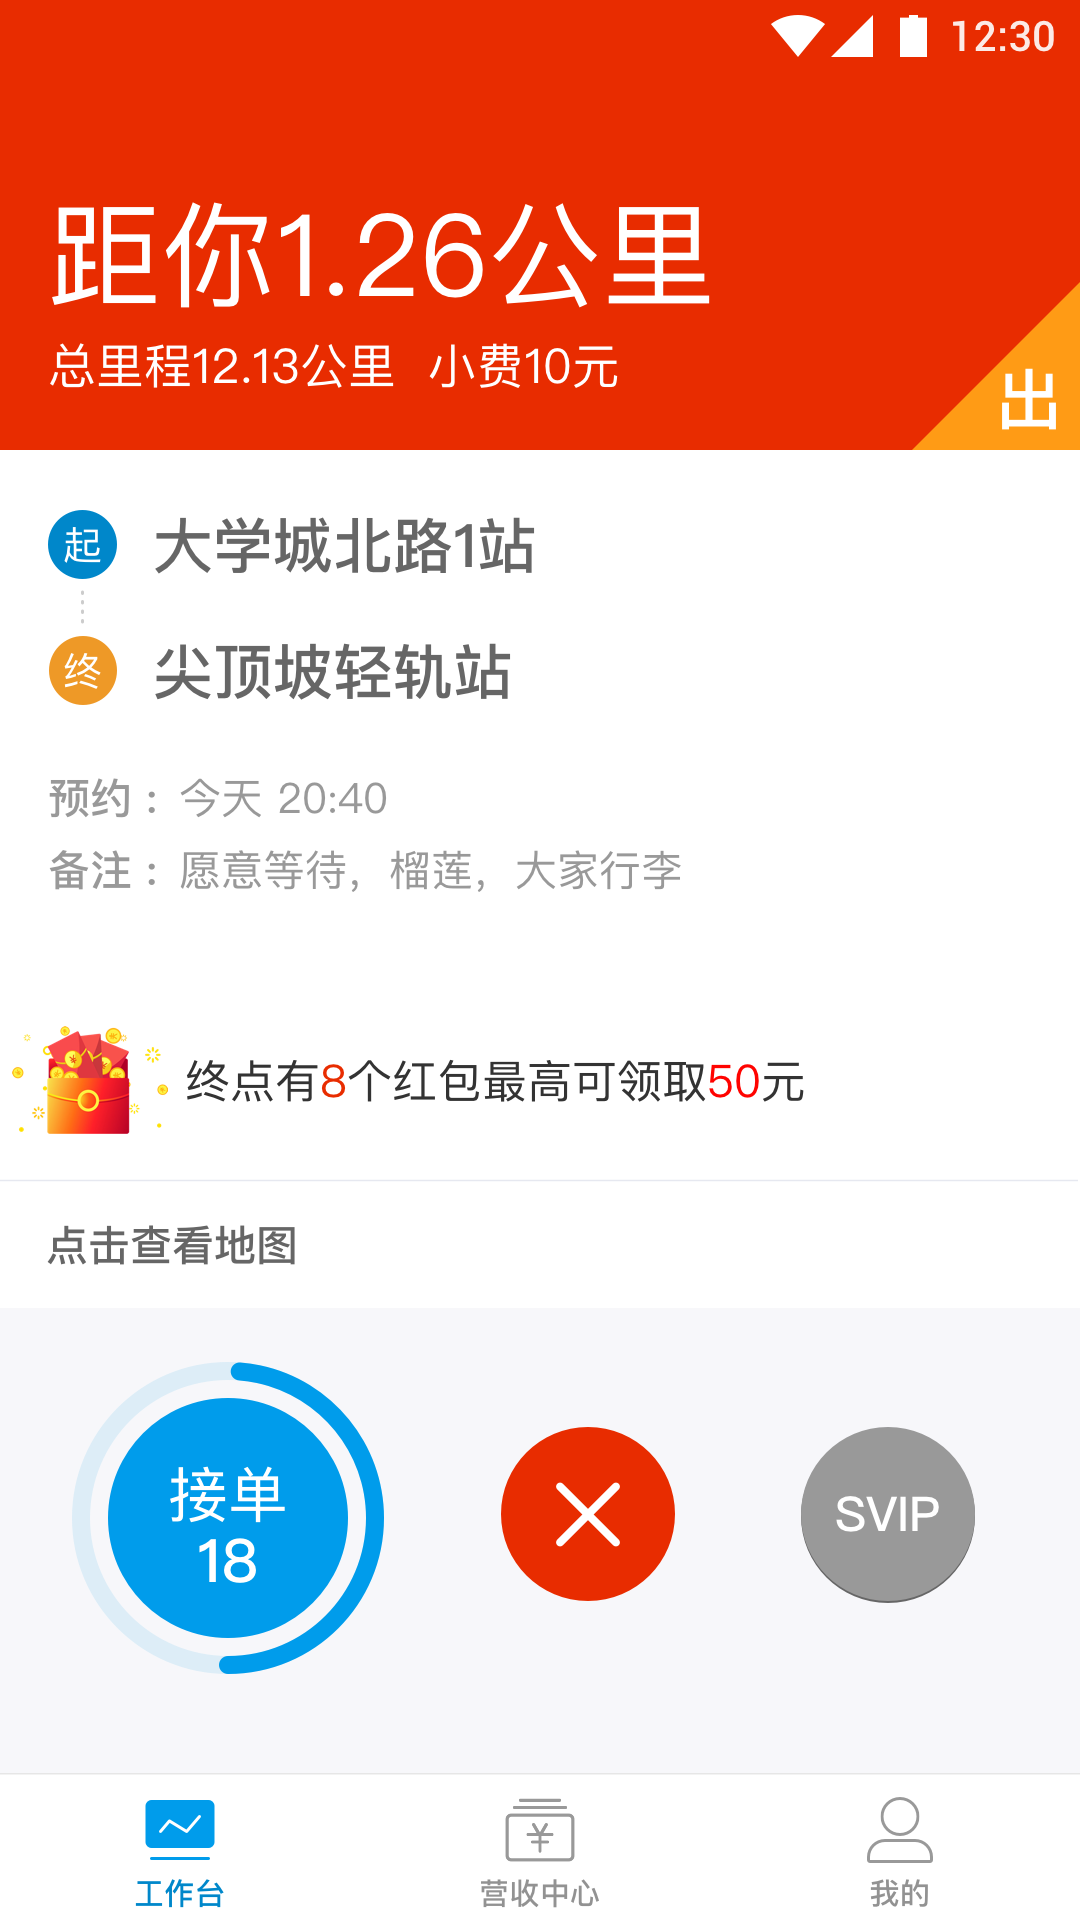 12:30
距你1.26公里
总里程12.13公里 小费10元
出
起 大学城北路1站
终 尖顶坡轻轨站
预约： 今天 20:40
备注： 愿意等待，榴莲，大家行李
终点有8个红包最高可领取50元
点击查看地图
接单
18
SVIP
工作台 营收中心 我的